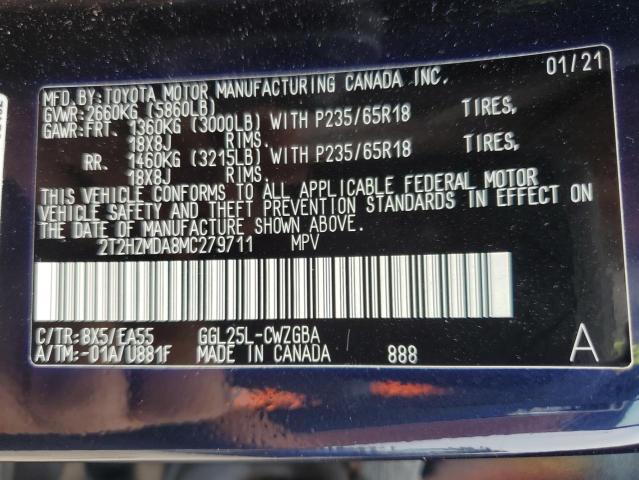 MFD. BY: TOYOTA MOTOR MANUFACTURING CANADA INC. 01/21
GVWR: 2660KG (5860LB)
GAWR: FRT. 1360KG (3000LB) WITH P235/65R18 TIRES,
18X8J RIMS.
RR. 1460KG (3215LB) WITH P235/65R18 TIRES,
18X8J RIMS.
THIS VEHICLE CONFORMS TO ALL APPLICABLE FEDERAL MOTOR
VEHICLE SAFETY AND THEFT PREVENTION STANDARDS IN EFFECT ON
THE DATE OF MANUFACTURE SHOWN ABOVE.
2T2HZMDA8MC279711 MPV
C/TR: 8X5/EA55 GGL25L-CWZGBA
A/TM: -01A/U881F MADE IN CANADA 888 A